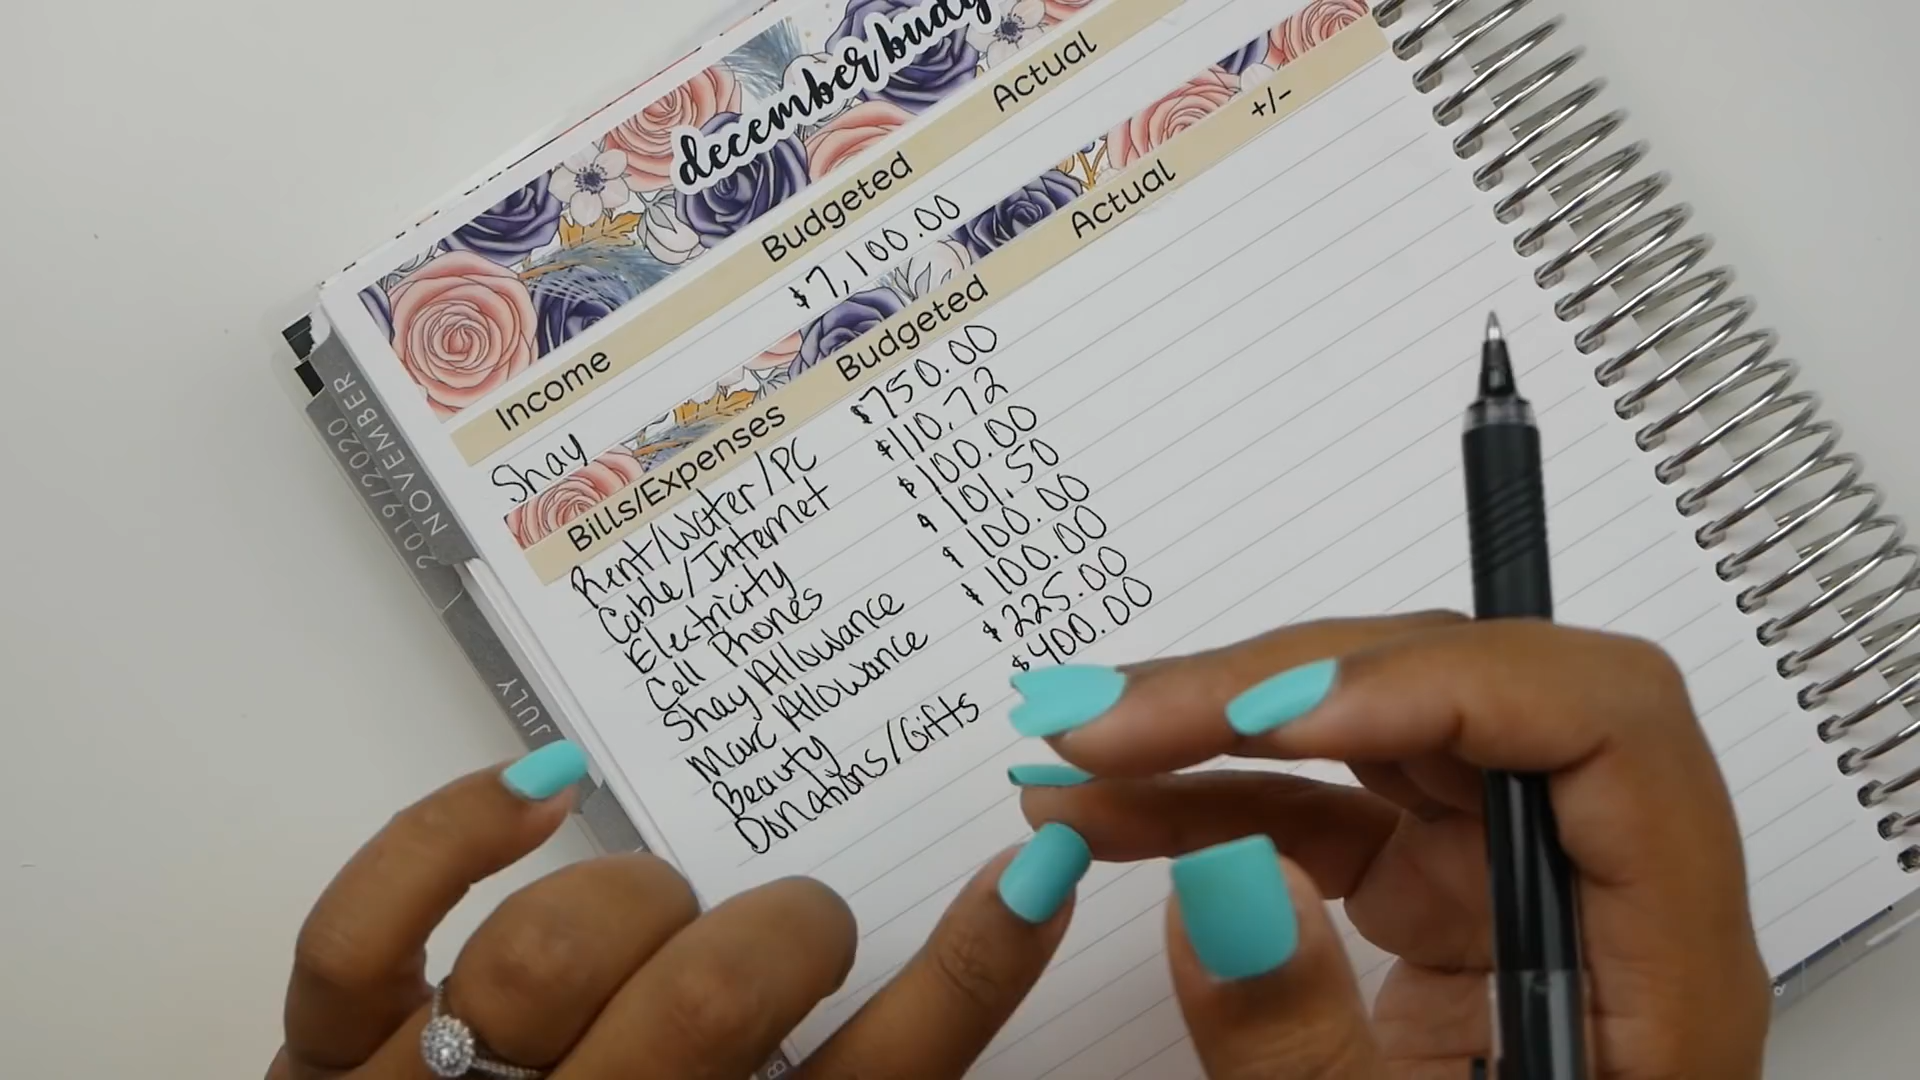 december budg
Income Budgeted Actual
Shay $7,100.00
Bills/Expenses Budgeted Actual +/-
Rent/Water/PC $750.00
Cable/Internet $110.72
Electricity $100.00
Cell Phones $101.50
Shay Allowance $100.00
Marc Allowance $100.00
Beauty $225.00
Donations/Gifts $400.00
2019/2020
NOVEMBER
JULY